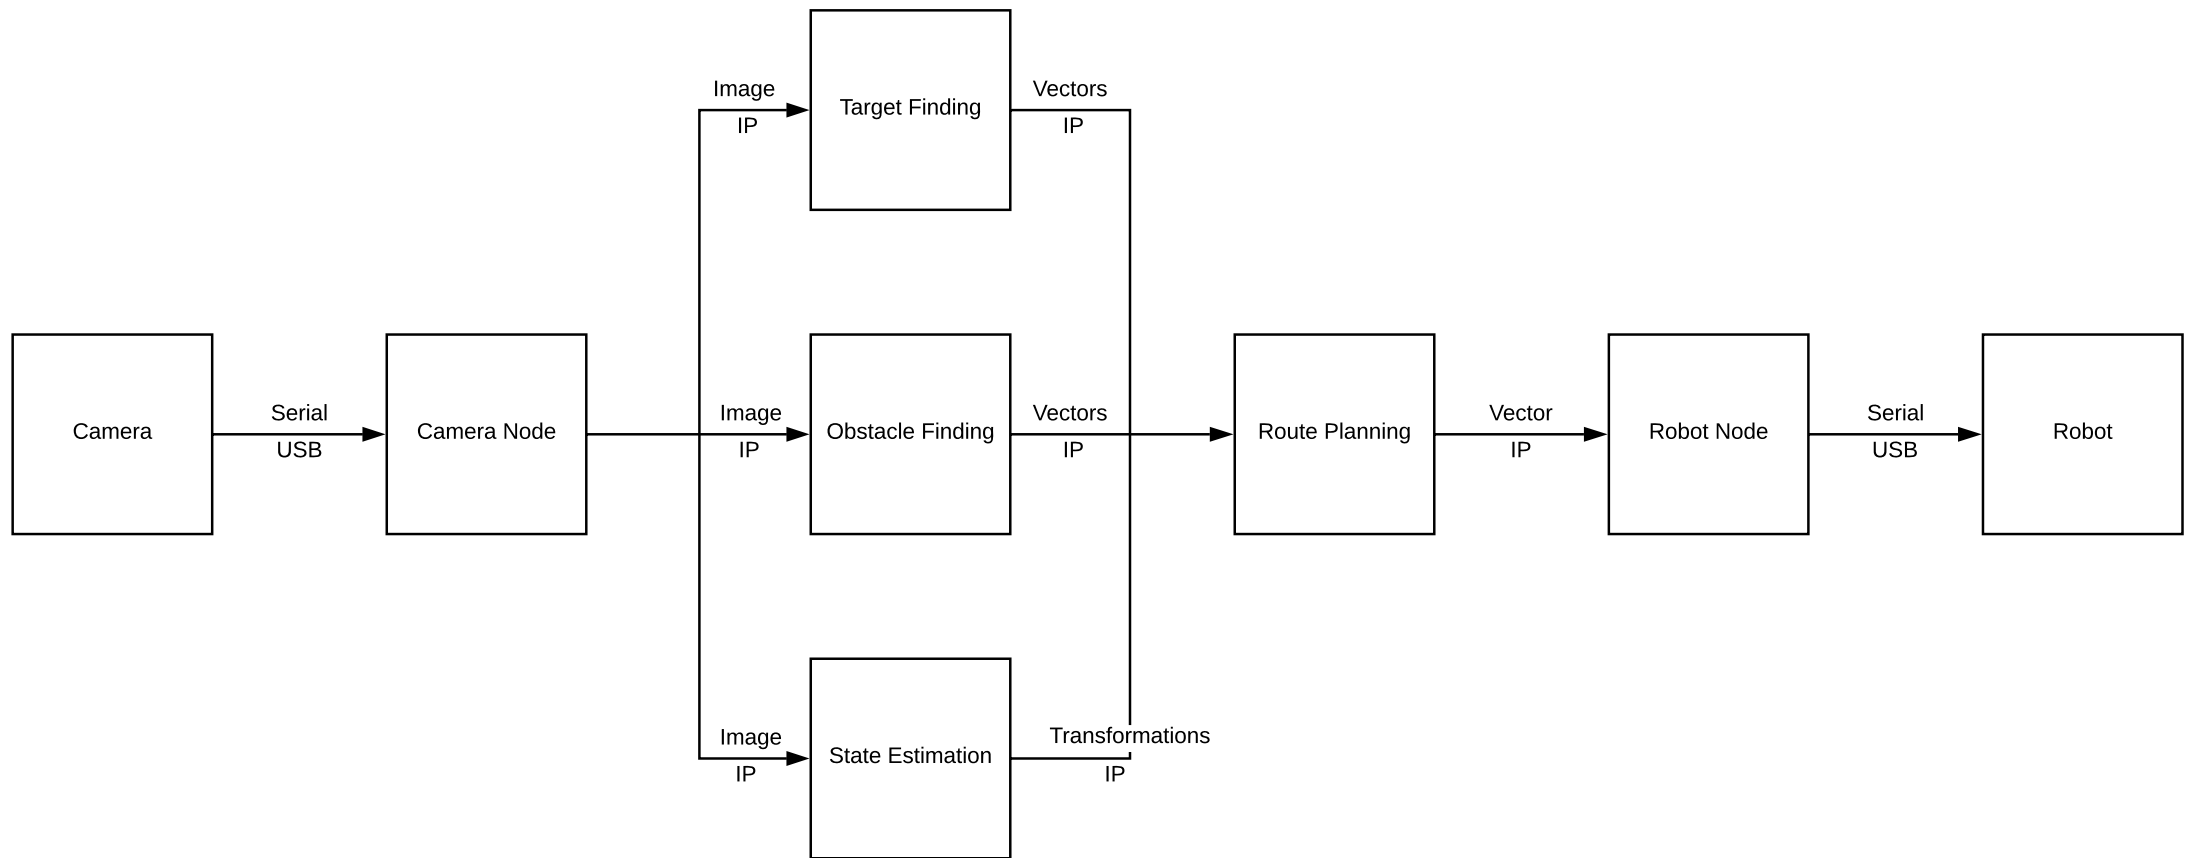 Image
IP
Target Finding
Vectors
IP
Camera
Serial
USB
Camera Node
Image
IP
Obstacle Finding
Vectors
IP
Route Planning
Vector
IP
Robot Node
Serial
USB
Robot
Image
IP
State Estimation
Transformations
IP